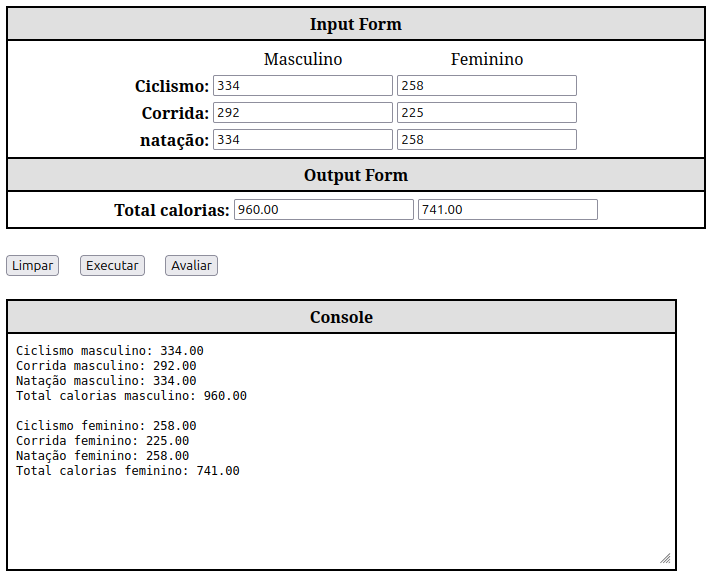 Input Form
Masculino Feminino
Ciclismo: 334 258
Corrida: 292 225
natação: 334 258
Output Form
Total calorias: 960.00 741.00
Limpar Executar Avaliar
Console
Ciclismo masculino: 334.00
Corrida masculino: 292.00
Natação masculino: 334.00
Total calorias masculino: 960.00
Ciclismo feminino: 258.00
Corrida feminino: 225.00
Natação feminino: 258.00
Total calorias feminino: 741.00